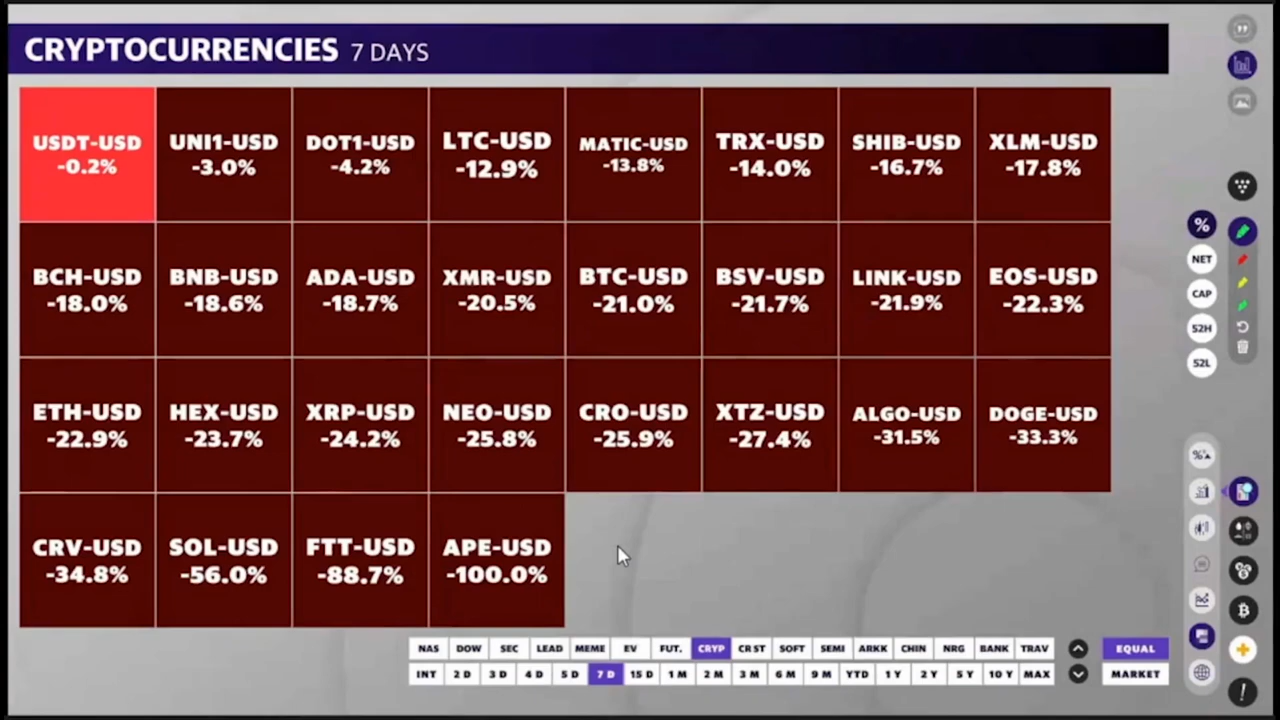 CRYPTOCURRENCIES 7 DAYS
USDT-USD UNI1-USD DOT1-USD LTC-USD MATIC-USD TRX-USD SHIB-USD XLM-USD
-0.2% -3.0% -4.2% -12.9% -13.8% -14.0% -16.7% -17.8%
BCH-USD BNB-USD ADA-USD XMR-USD BTC-USD BSV-USD LINK-USD EOS-USD
-18.0% -18.6% -18.7% -20.5% -21.0% -21.7% -21.9% -22.3%
ETH-USD HEX-USD XRP-USD NEO-USD CRO-USD XTZ-USD ALGO-USD DOGE-USD
-22.9% -23.7% -24.2% -25.8% -25.9% -27.4% -31.5% -33.3%
CRV-USD SOL-USD FTT-USD APE-USD
-34.8% -56.0% -88.7% -100.0%
%
NET
CAP
52H
52L
NAS DOW SEC LEAD MEME EV FUT. CRYP CR ST SOFT SEMI ARKK CHIN NRG BANK TRAV EQUAL
INT 2 D 3 D 4 D 5 D 7 D 15 D 1 M 2 M 3 M 6 M 9 M YTD 1 Y 2 Y 5 Y 10 Y MAX MARKET